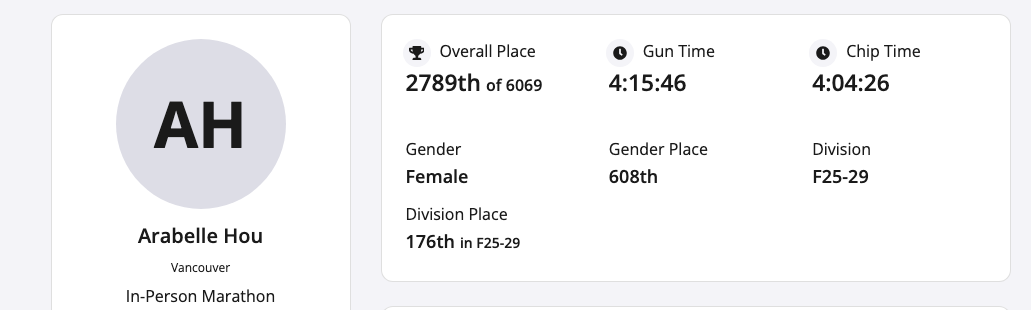 AH
Arabelle Hou
Vancouver
In-Person Marathon
Overall Place
2789th of 6069
Gun Time
4:15:46
Chip Time
4:04:26
Gender
Female
Gender Place
608th
Division
F25-29
Division Place
176th in F25-29